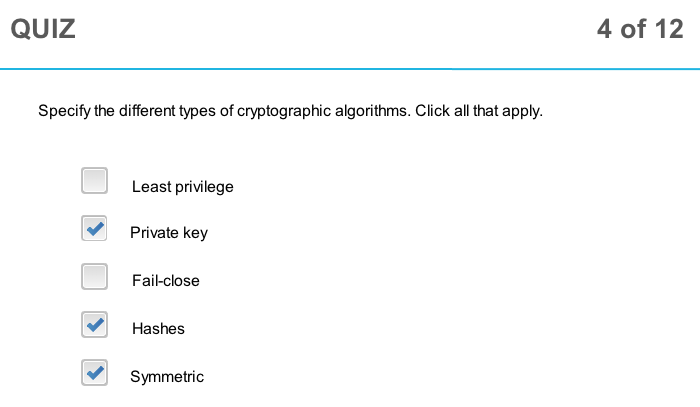 QUIZ 4 of 12
Specify the different types of cryptographic algorithms. Click all that apply.
Least privilege
Private key
Fail-close
Hashes
Symmetric